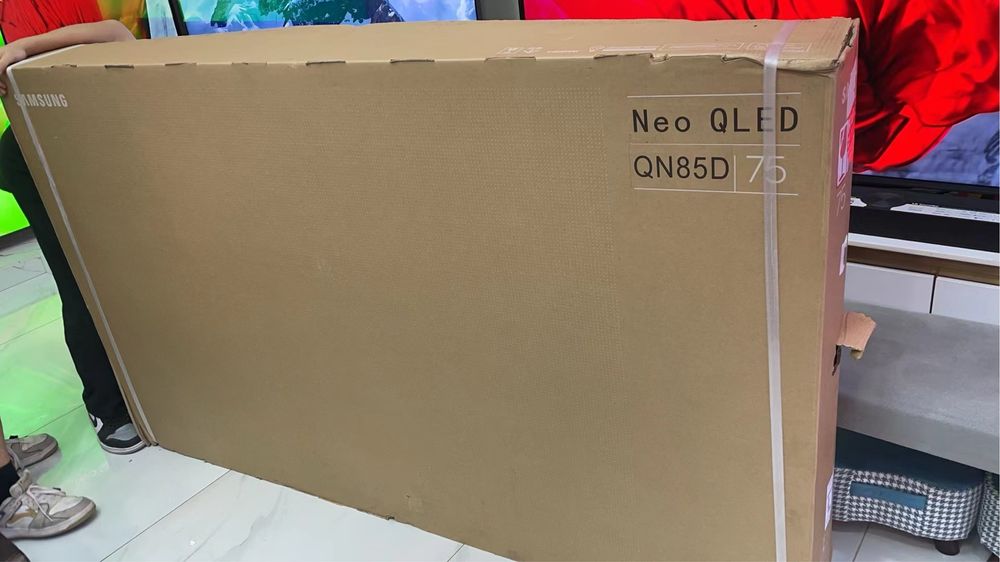 SAMSUNG
Neo QLED
QN85D 75